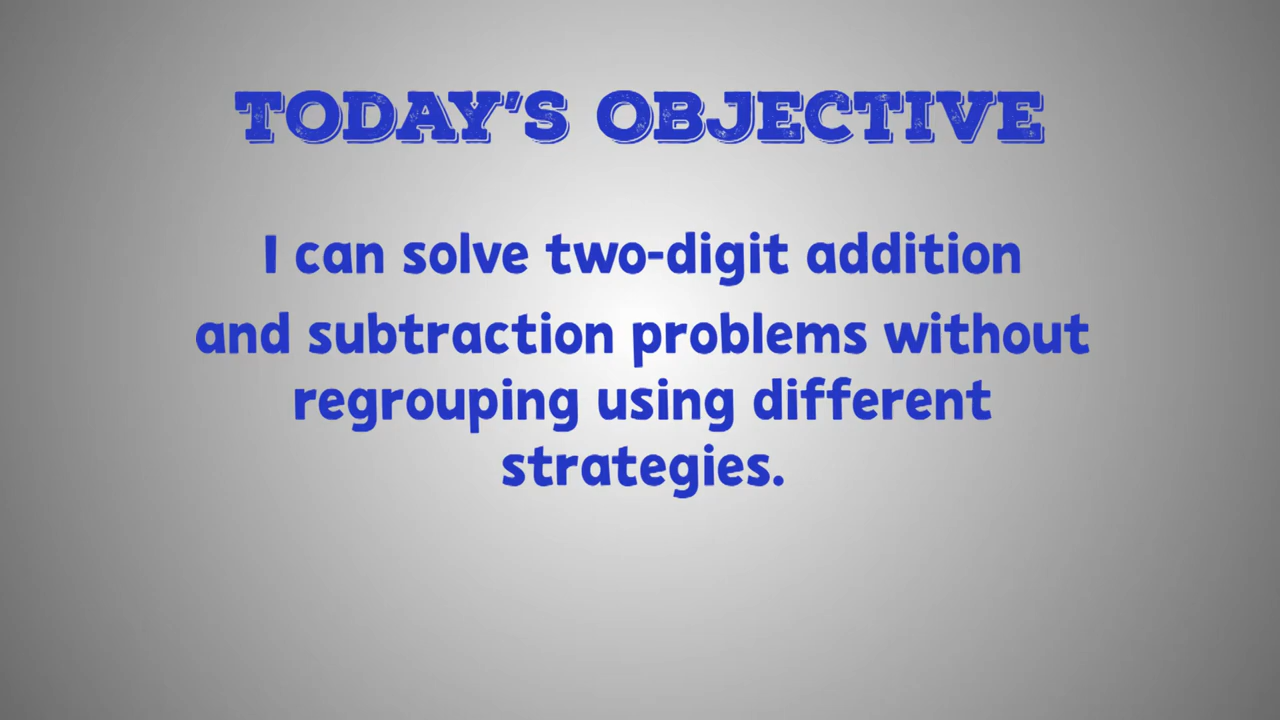 TODAY'S OBJECTIVE
I can solve two-digit addition
and subtraction problems without
regrouping using different
strategies.